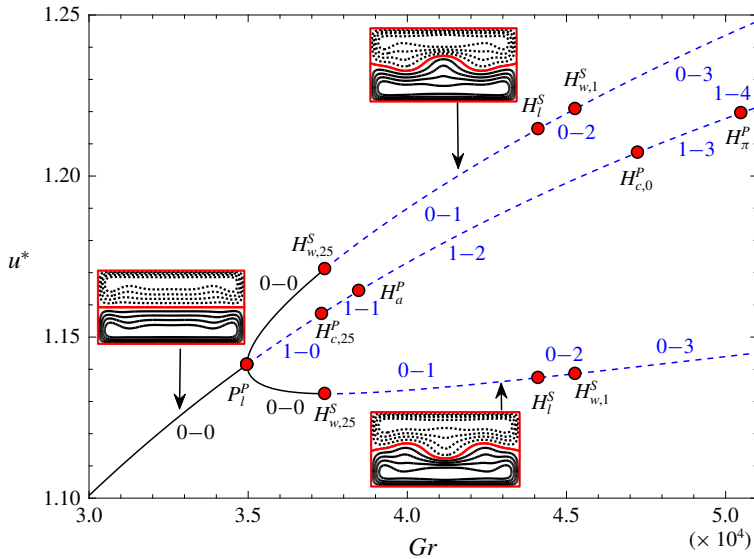 1.25
0−3
H^S_{w,1}
1−4
H^S_l
0−2
H^P_π
1.20
1−3
H^P_{c,0}
0−1
H^S_{w,25}
1−2
u*
0−0
H^P_a
1−1
H^P_{c,25}
1.15
1−0
0−3
0−2
0−1
P^P_l
0−0
H^S_{w,25}
H^S_l
H^S_{w,1}
0−0
1.10
3.0
3.5
4.0
4.5
5.0
Gr
(× 10⁴)